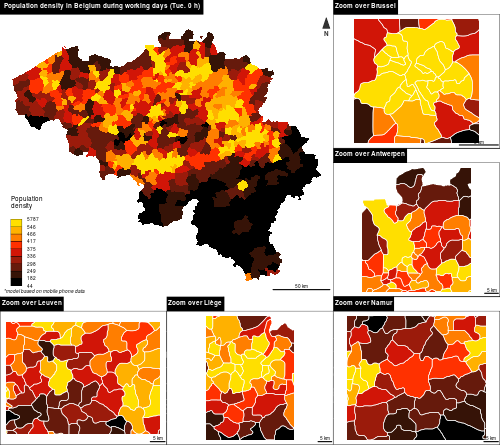 Population density in Belgium during working days (Tue. 0 h)
N
Population
density
5787
546
466
417
375
336
298
249
182
44
*model based on mobile phone data
50 km
Zoom over Brussel
Zoom over Antwerpen
5 km
Zoom over Leuven
5 km
Zoom over Liège
5 km
Zoom over Namur
5 km